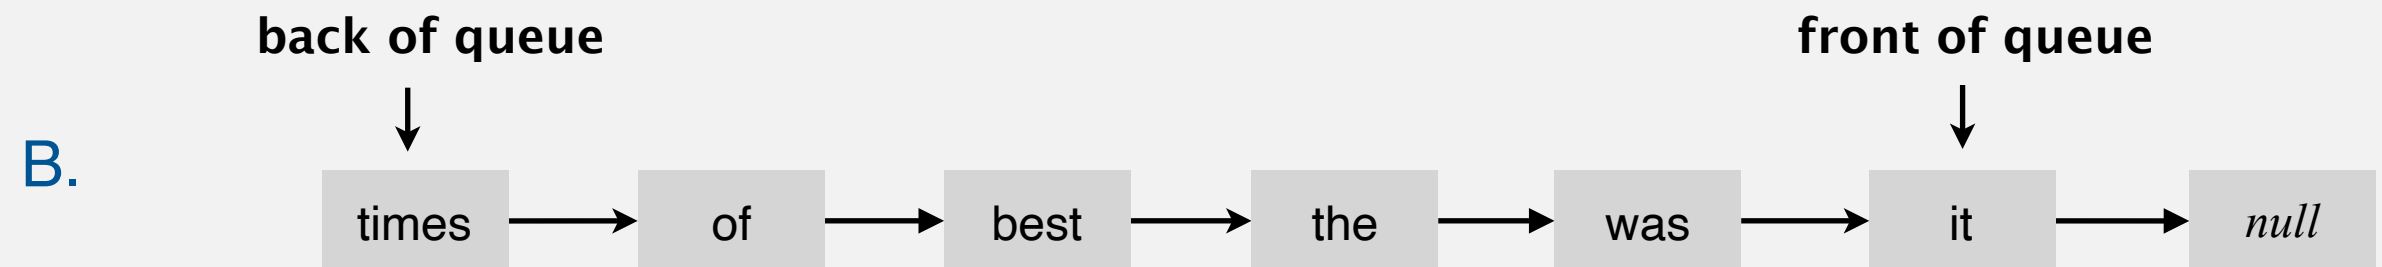 back of queue front of queue
B.
times of best the was it null